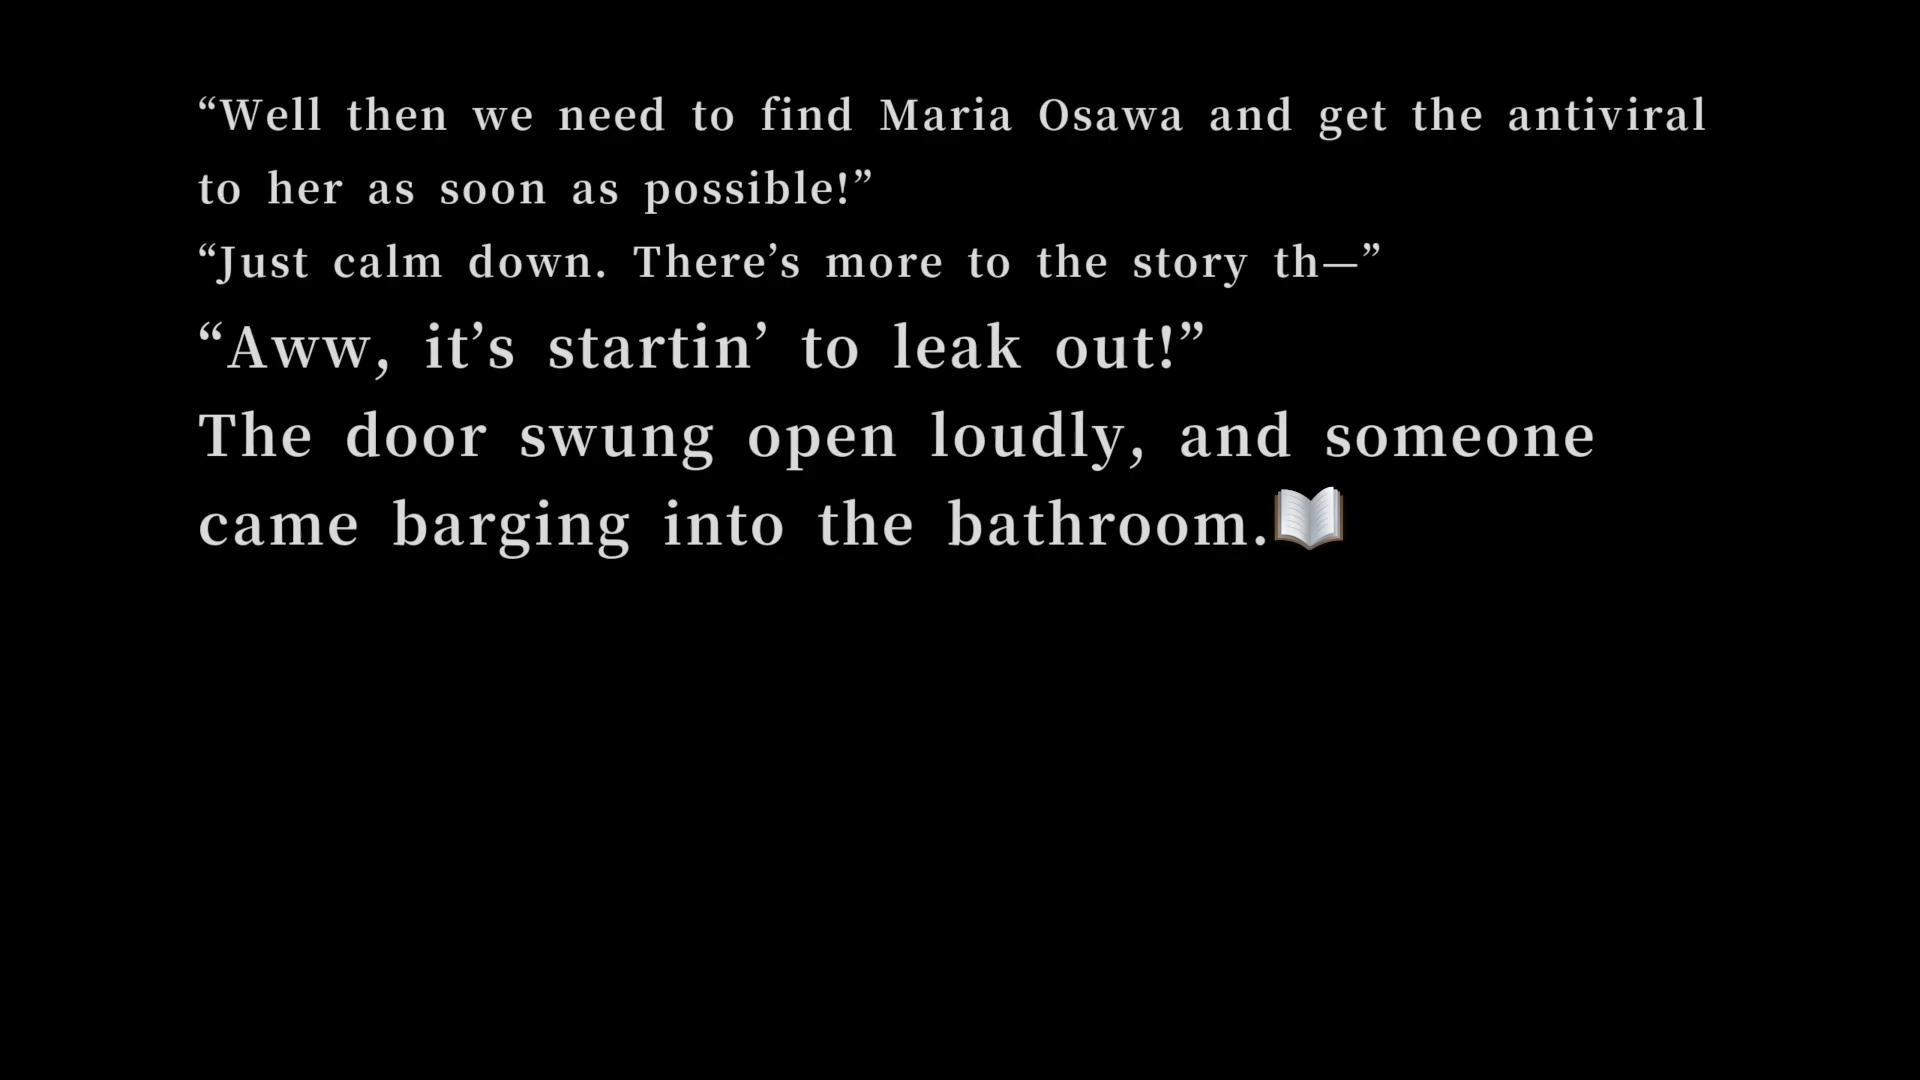 “Well then we need to find Maria Osawa and get the antiviral
to her as soon as possible!”
“Just calm down. There’s more to the story th—”
“Aww, it’s startin’ to leak out!”
The door swung open loudly, and someone
came barging into the bathroom.